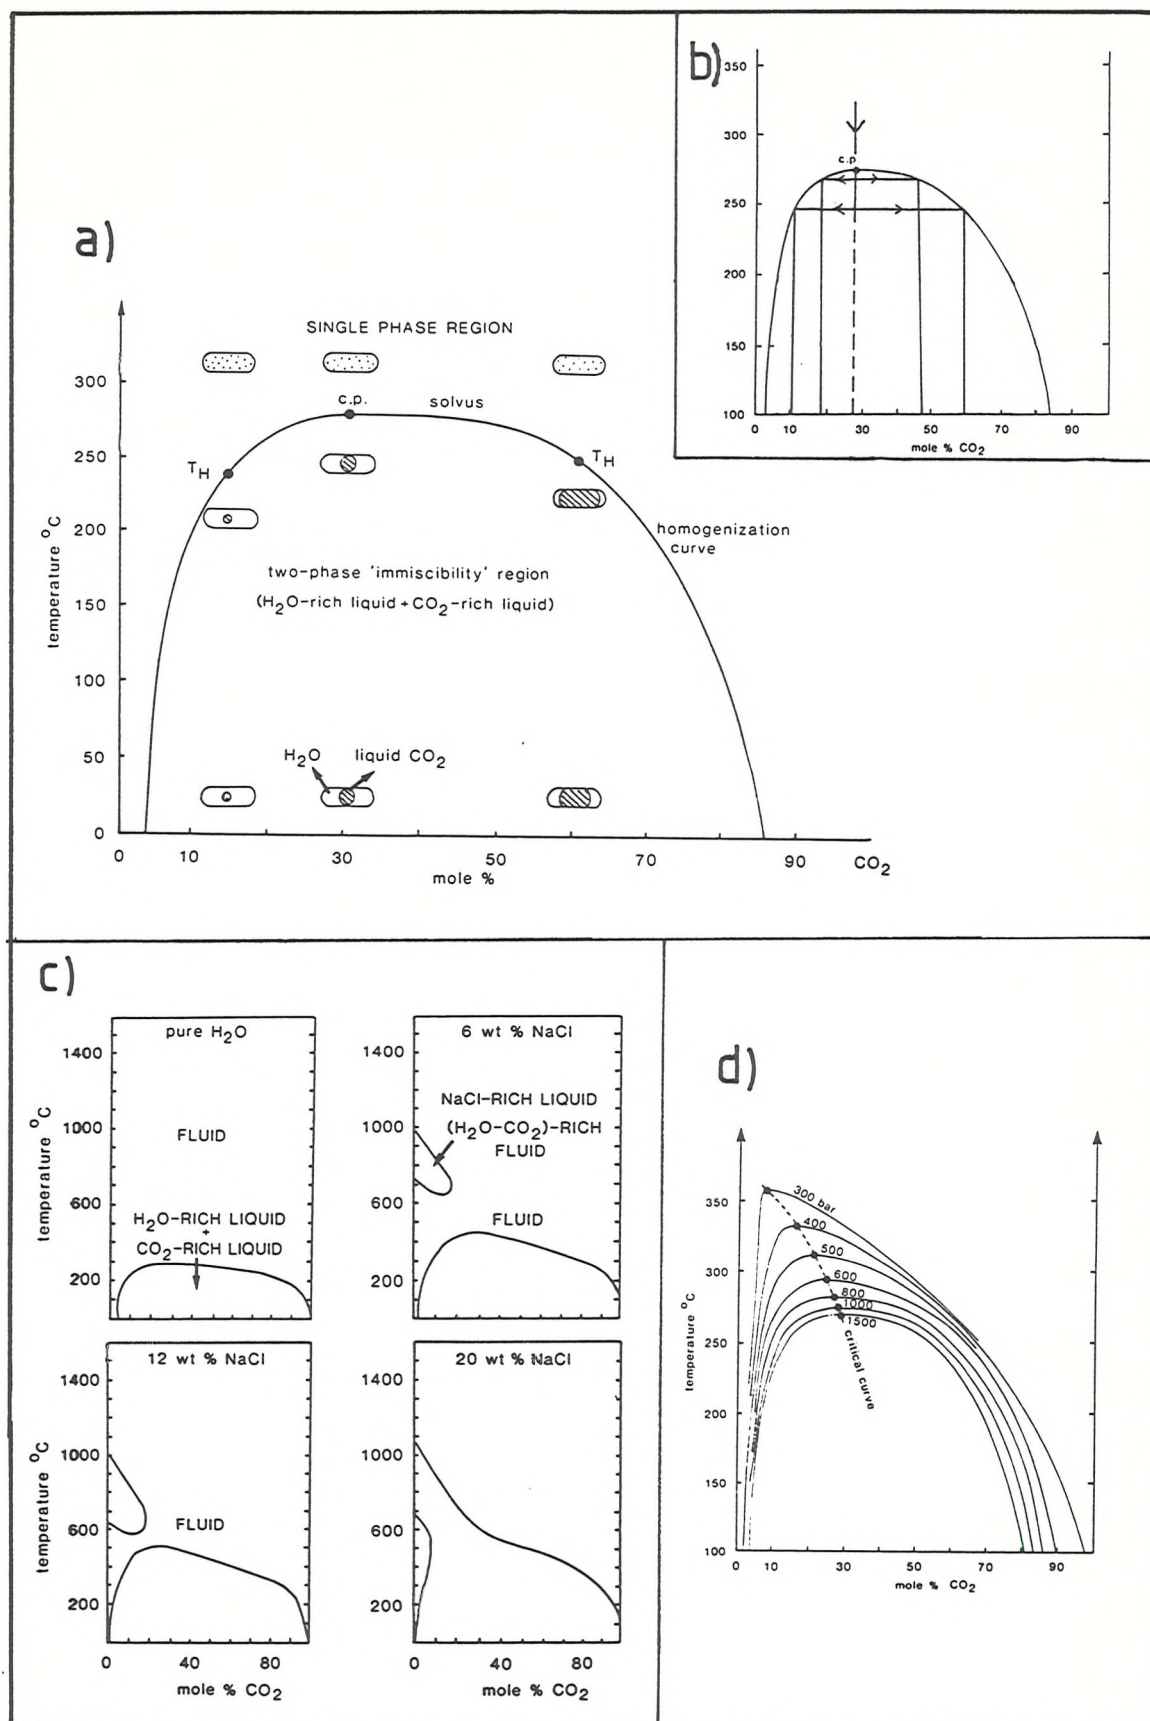 a)
SINGLE PHASE REGION
c.p.
solvus
T_H
T_H
homogenization
curve
two-phase 'immiscibility' region
(H₂O-rich liquid + CO₂-rich liquid)
H₂O
liquid CO₂
temperature °C
300
250
200
150
100
50
0
0 10 30 50 70 90 CO₂
mole %
b)
350
300
250
200
150
100
c.p
0 10 30 50 70 90
mole % CO₂
c)
pure H₂O
1400
1000
600
200
temperature °C
FLUID
H₂O-RICH LIQUID
+
CO₂-RICH LIQUID
6 wt % NaCl
1400
1000
600
200
NaCl-RICH LIQUID
(H₂O-CO₂)-RICH
FLUID
FLUID
12 wt % NaCl
1400
1000
600
200
temperature °C
FLUID
0 40 80
mole % CO₂
20 wt % NaCl
1400
1000
600
200
0 40 80
mole % CO₂
d)
temperature °C
350
300
250
200
150
100
300 bar
400
500
600
800
1000
1500
critical curve
0 10 30 50 70 90
mole % CO₂